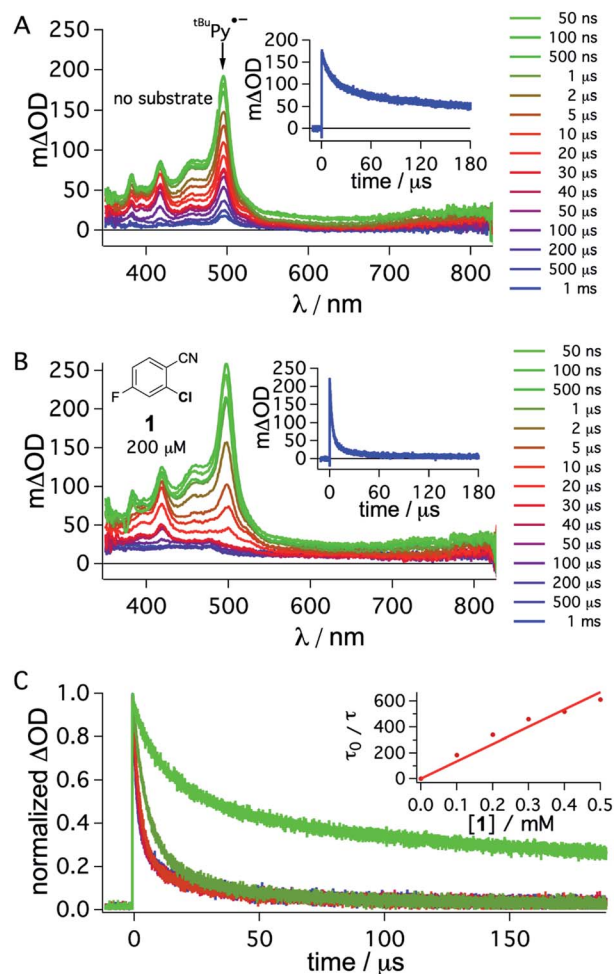 A
tBuPy•−
no substrate
mΔOD
250
200
150
100
50
0
400
500
600
700
800
λ / nm
mΔOD
200
150
100
50
0
0
60
120
180
time / μs
50 ns
100 ns
500 ns
1 μs
2 μs
5 μs
10 μs
20 μs
30 μs
40 μs
50 μs
100 μs
200 μs
500 μs
1 ms
B
CN
F
Cl
1
200 μM
mΔOD
250
200
150
100
50
0
400
500
600
700
800
λ / nm
mΔOD
250
200
150
100
50
0
0
60
120
180
time / μs
50 ns
100 ns
500 ns
1 μs
2 μs
5 μs
10 μs
20 μs
30 μs
40 μs
50 μs
100 μs
200 μs
500 μs
1 ms
C
normalized ΔOD
1.0
0.8
0.6
0.4
0.2
0.0
0
50
100
150
time / μs
τ0 / τ
600
400
200
0
0.0
0.1
0.2
0.3
0.4
0.5
[1] / mM